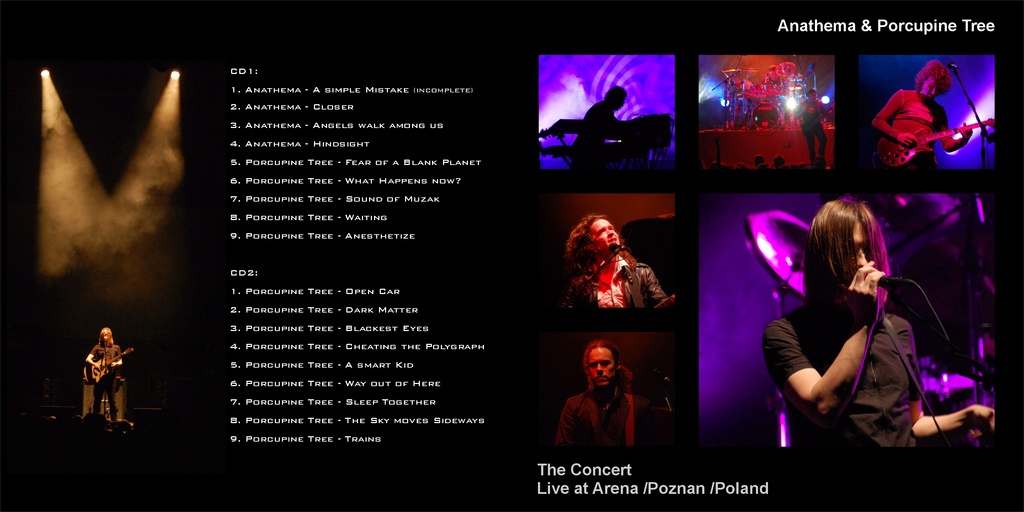 Anathema & Porcupine Tree
CD1:
1. Anathema - A simple Mistake (incomplete)
2. Anathema - Closer
3. Anathema - Angels walk among us
4. Anathema - Hindsight
5. Porcupine Tree - Fear of a Blank Planet
6. Porcupine Tree - What Happens now?
7. Porcupine Tree - Sound of Muzak
8. Porcupine Tree - Waiting
9. Porcupine Tree - Anesthetize
CD2:
1. Porcupine Tree - Open Car
2. Porcupine Tree - Dark Matter
3. Porcupine Tree - Blackest Eyes
4. Porcupine Tree - Cheating the Polygraph
5. Porcupine Tree - A smart Kid
6. Porcupine Tree - Way out of Here
7. Porcupine Tree - Sleep Together
8. Porcupine Tree - The Sky moves Sideways
9. Porcupine Tree - Trains
The Concert
Live at Arena /Poznan /Poland